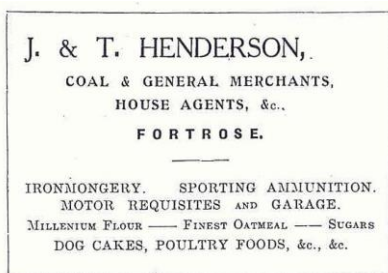 J. & T. HENDERSON,
COAL & GENERAL MERCHANTS,
HOUSE AGENTS, &c.,
FORTROSE.
IRONMONGERY. SPORTING AMMUNITION.
MOTOR REQUISITES AND GARAGE.
MILLENIUM FLOUR —— FINEST OATMEAL —— SUGARS
DOG CAKES, POULTRY FOODS, &c., &c.